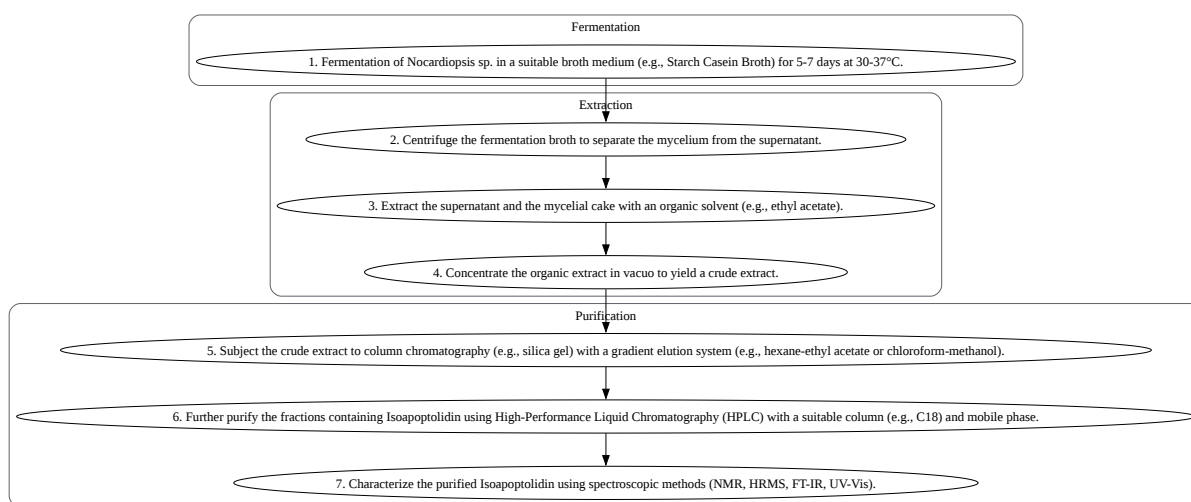 Fermentation
1. Fermentation of Nocardiopsis sp. in a suitable broth medium (e.g., Starch Casein Broth) for 5-7 days at 30-37°C.
Extraction
2. Centrifuge the fermentation broth to separate the mycelium from the supernatant.
3. Extract the supernatant and the mycelial cake with an organic solvent (e.g., ethyl acetate).
4. Concentrate the organic extract in vacuo to yield a crude extract.
Purification
5. Subject the crude extract to column chromatography (e.g., silica gel) with a gradient elution system (e.g., hexane-ethyl acetate or chloroform-methanol).
6. Further purify the fractions containing Isoapoptolidin using High-Performance Liquid Chromatography (HPLC) with a suitable column (e.g., C18) and mobile phase.
7. Characterize the purified Isoapoptolidin using spectroscopic methods (NMR, HRMS, FT-IR, UV-Vis).